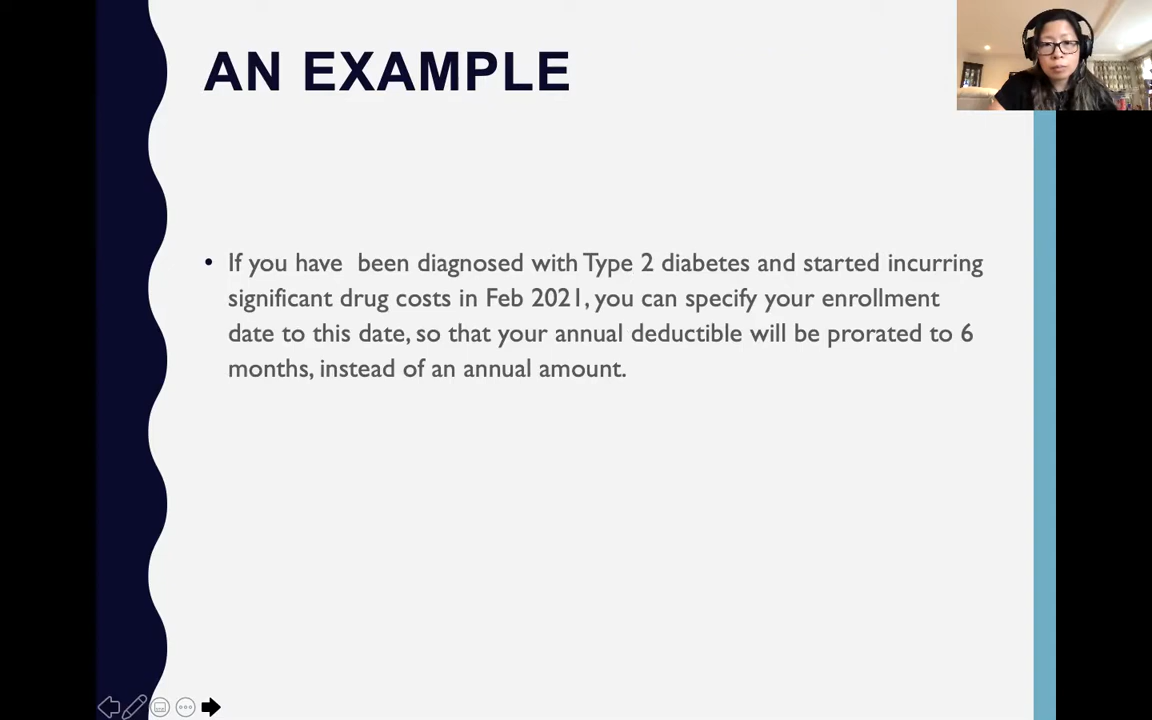 AN EXAMPLE
• If you have  been diagnosed with Type 2 diabetes and started incurring
significant drug costs in Feb 2021, you can specify your enrollment
date to this date, so that your annual deductible will be prorated to 6
months, instead of an annual amount.